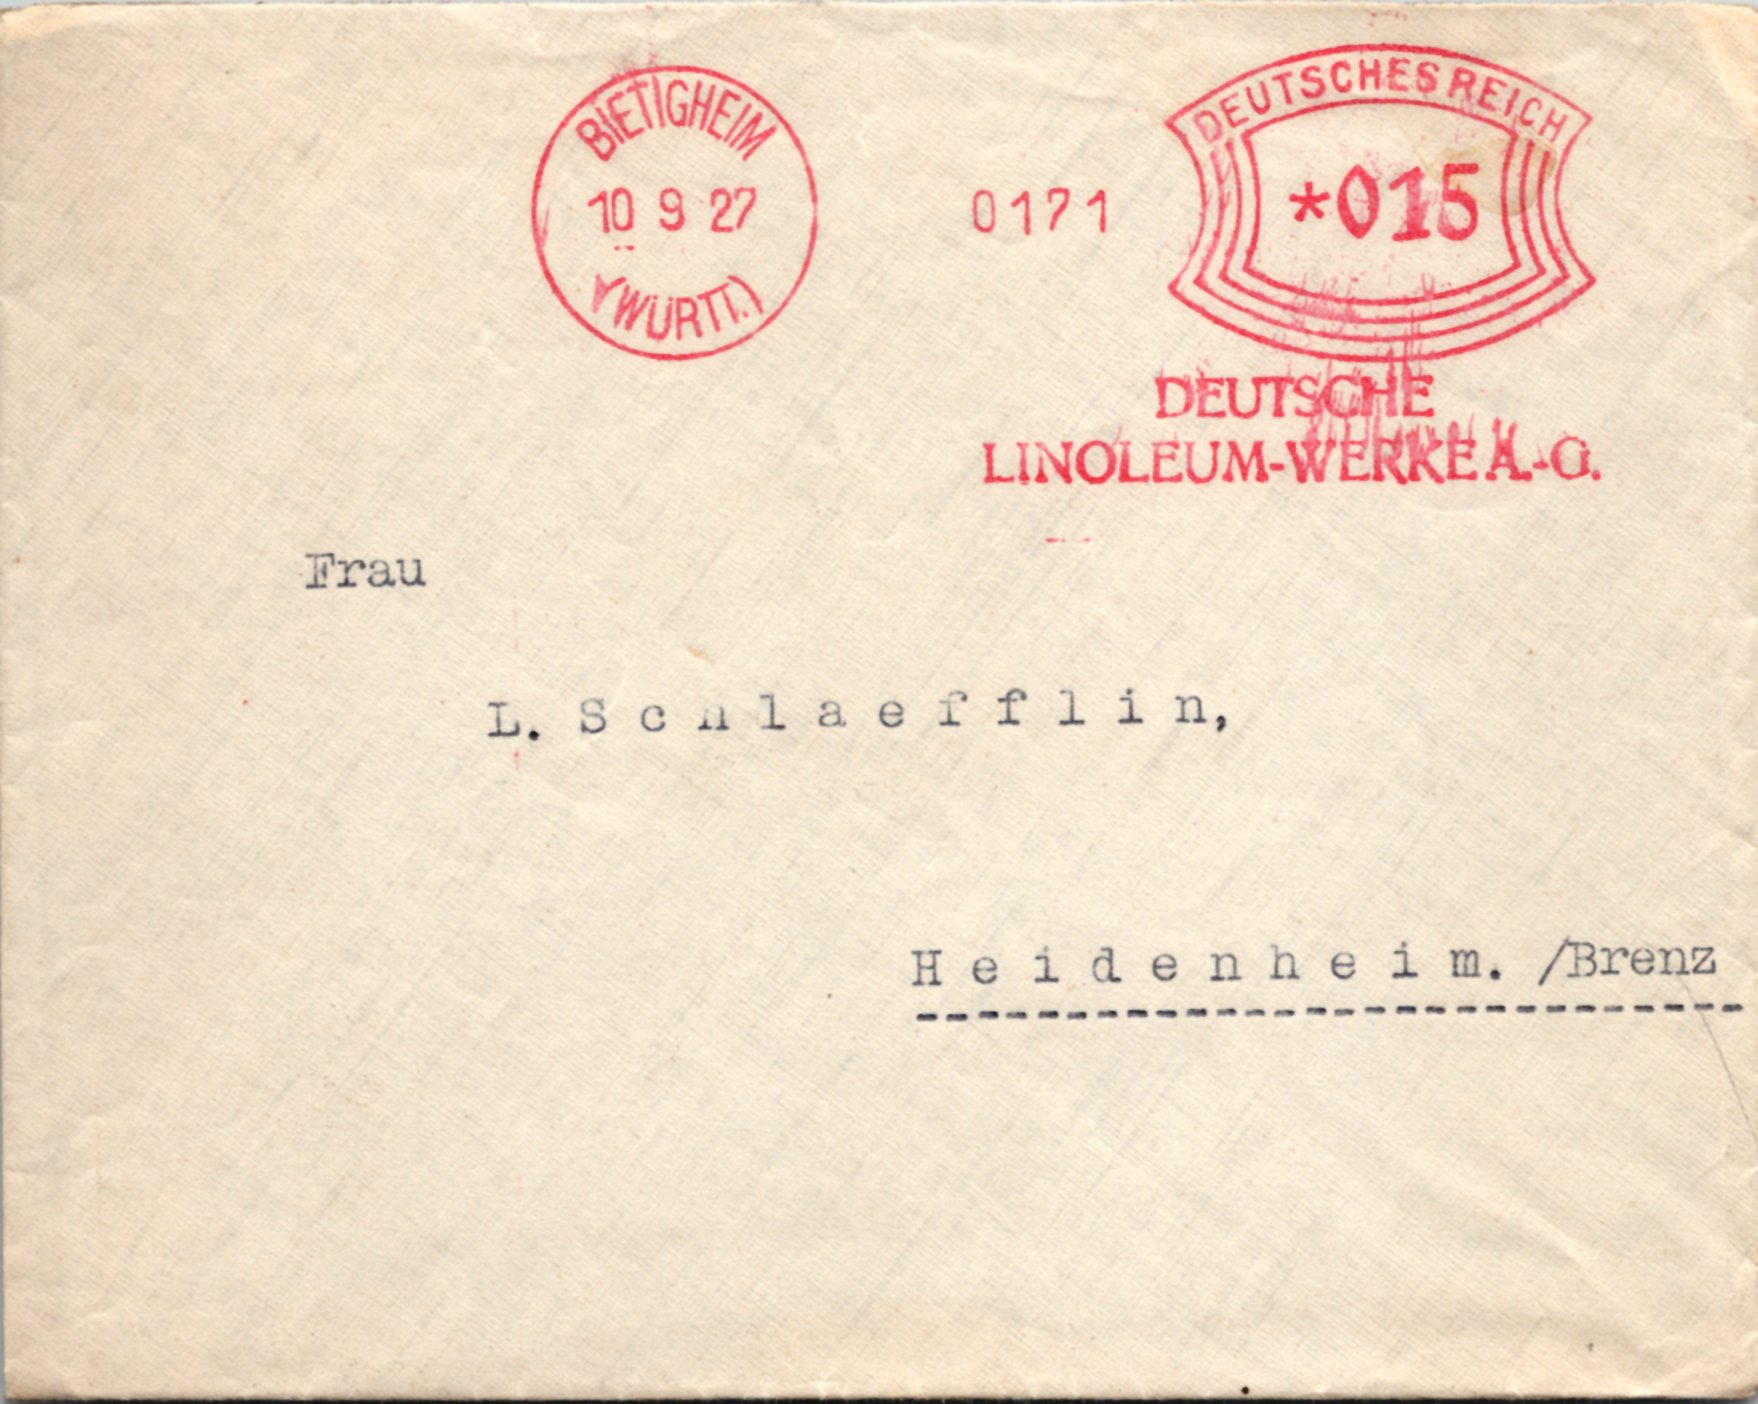 BIETIGHEIM
10 9 27
(WÜRTT.)
0171
DEUTSCHES REICH
*015
DEUTSCHE
LINOLEUM-WERKE A.-G.
Frau
L. Schlaefflin,
Heidenheim. /Brenz